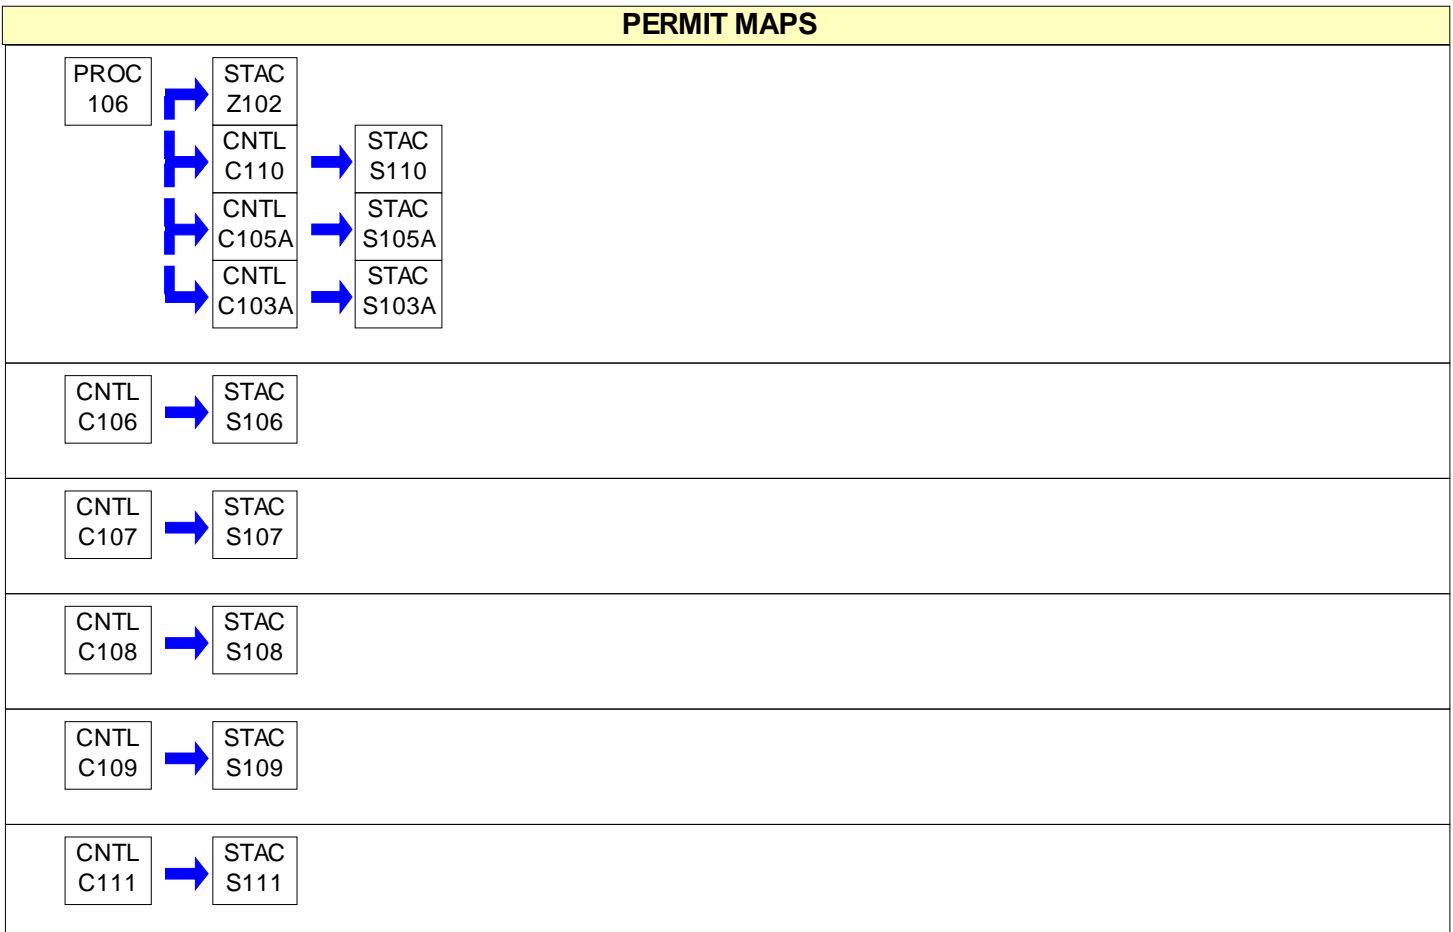 PERMIT MAPS
PROC
106
STAC
Z102
CNTL
C110
STAC
S110
CNTL
C105A
STAC
S105A
CNTL
C103A
STAC
S103A
CNTL
C106
STAC
S106
CNTL
C107
STAC
S107
CNTL
C108
STAC
S108
CNTL
C109
STAC
S109
CNTL
C111
STAC
S111